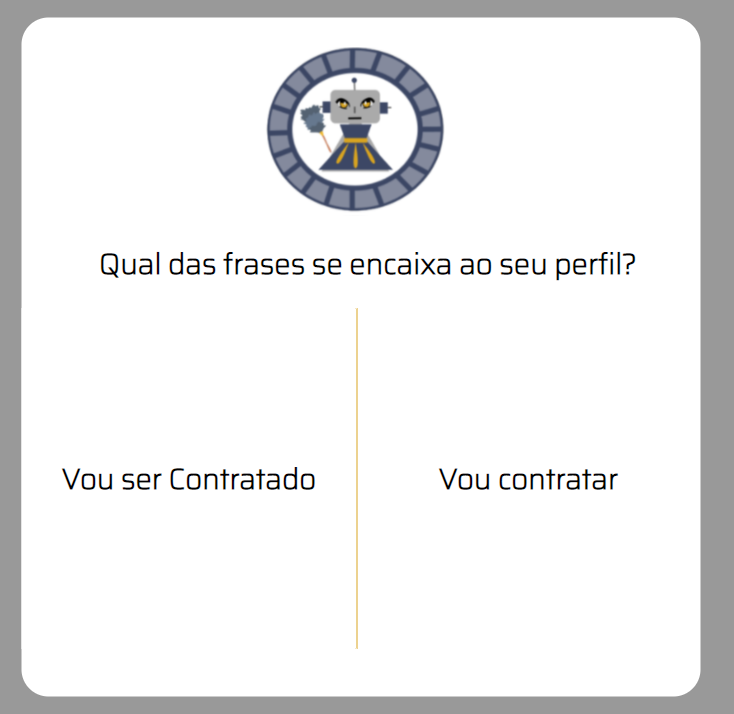 Qual das frases se encaixa ao seu perfil?
Vou ser Contratado
Vou contratar